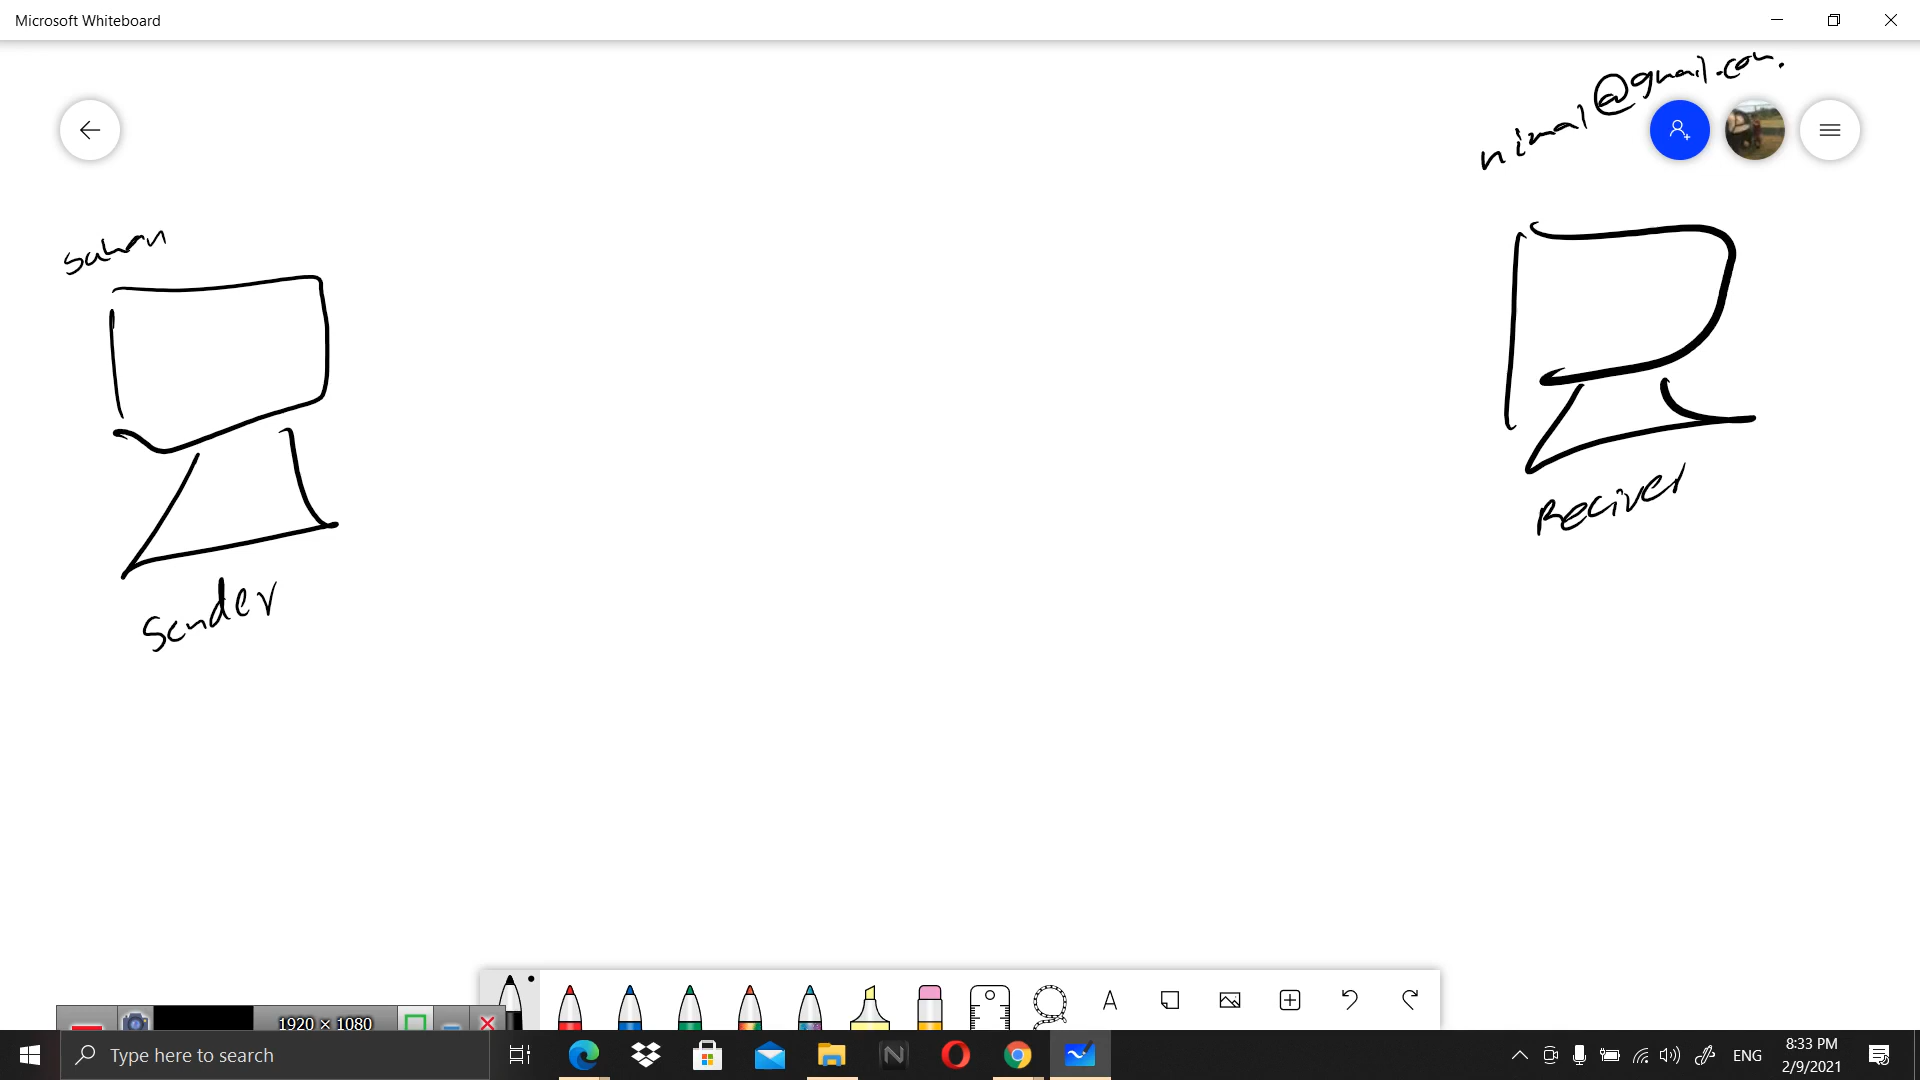 Microsoft Whiteboard
nimal@gmail.com.
sahan
Reciver
Sender
1920 × 1080
Type here to search
ENG
8:33 PM
2/9/2021